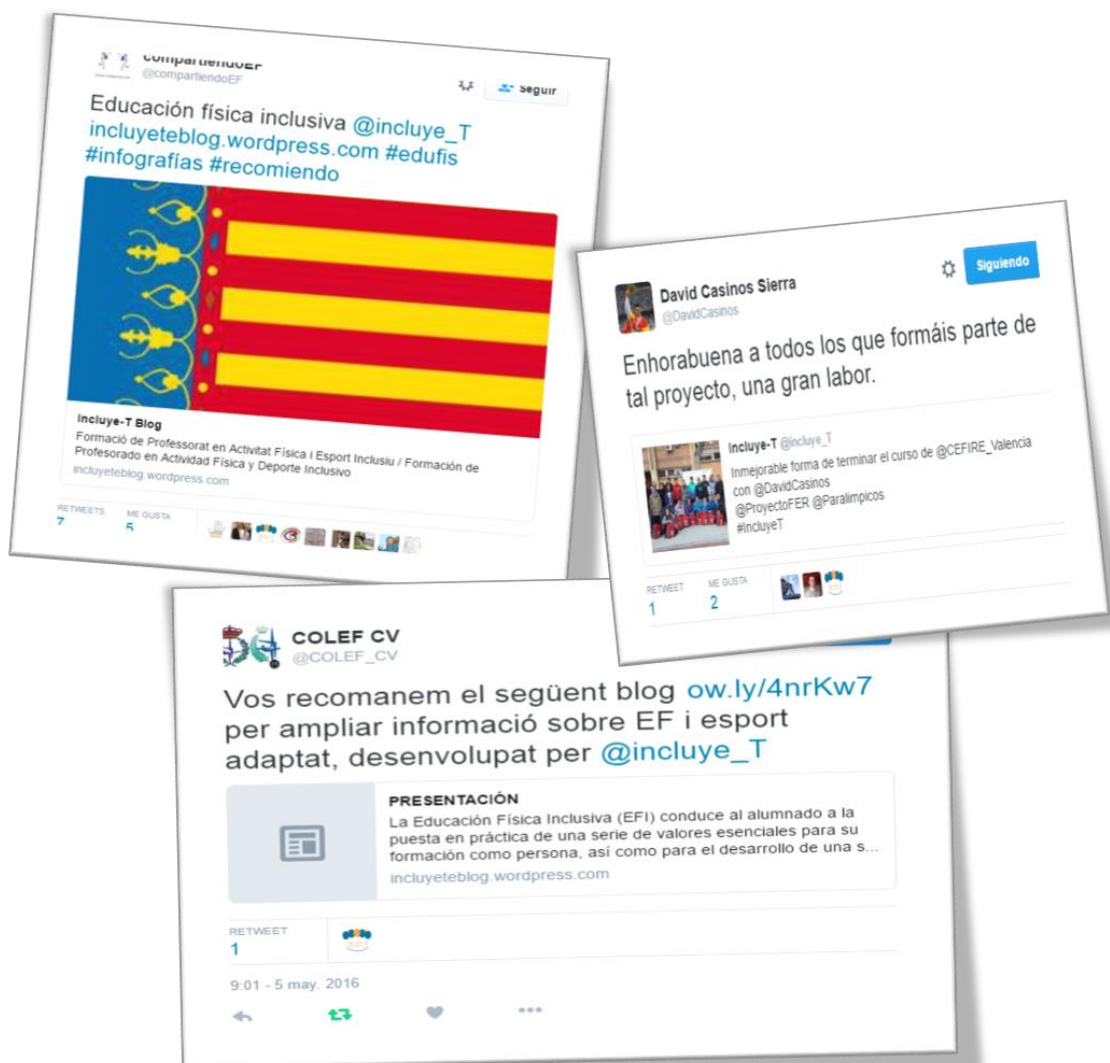 compartiendoEF
@compartiendoEF
Seguir
Educación física inclusiva @incluye_T
incluyeteblog.wordpress.com #edufis
#infografías #recomiendo
Incluye-T Blog
Formació de Professorat en Activitat Física i Esport Inclusiu / Formación de
Profesorado en Actividad Física y Deporte Inclusivo
incluyeteblog.wordpress.com
RETWEETS
7
ME GUSTA
5
David Casinos Sierra
@DavidCasinos
Siguiendo
Enhorabuena a todos los que formáis parte de
tal proyecto, una gran labor.
Incluye-T @incluye_T
Inmejorable forma de terminar el curso de @CEFIRE_Valencia
con @DavidCasinos
@ProyectoFER @Paralimpicos
#IncluyeT
RETWEET
1
ME GUSTA
2
COLEF CV
@COLEF_CV
Vos recomanem el següent blog ow.ly/4nrKw7
per ampliar informació sobre EF i esport
adaptat, desenvolupat per @incluye_T
PRESENTACIÓN
La Educación Física Inclusiva (EFI) conduce al alumnado a la
puesta en práctica de una serie de valores esenciales para su
formación como persona, así como para el desarrollo de una s...
incluyeteblog.wordpress.com
RETWEET
1
9:01 - 5 may. 2016